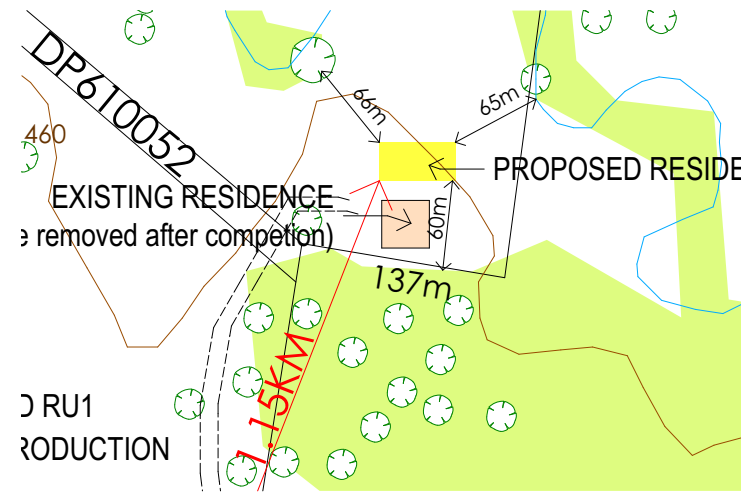 DP610052
66m
65m
460
PROPOSED RESIDE
EXISTING RESIDENCE
e removed after competion)
60m
137m
1.15KM
D RU1
RODUCTION